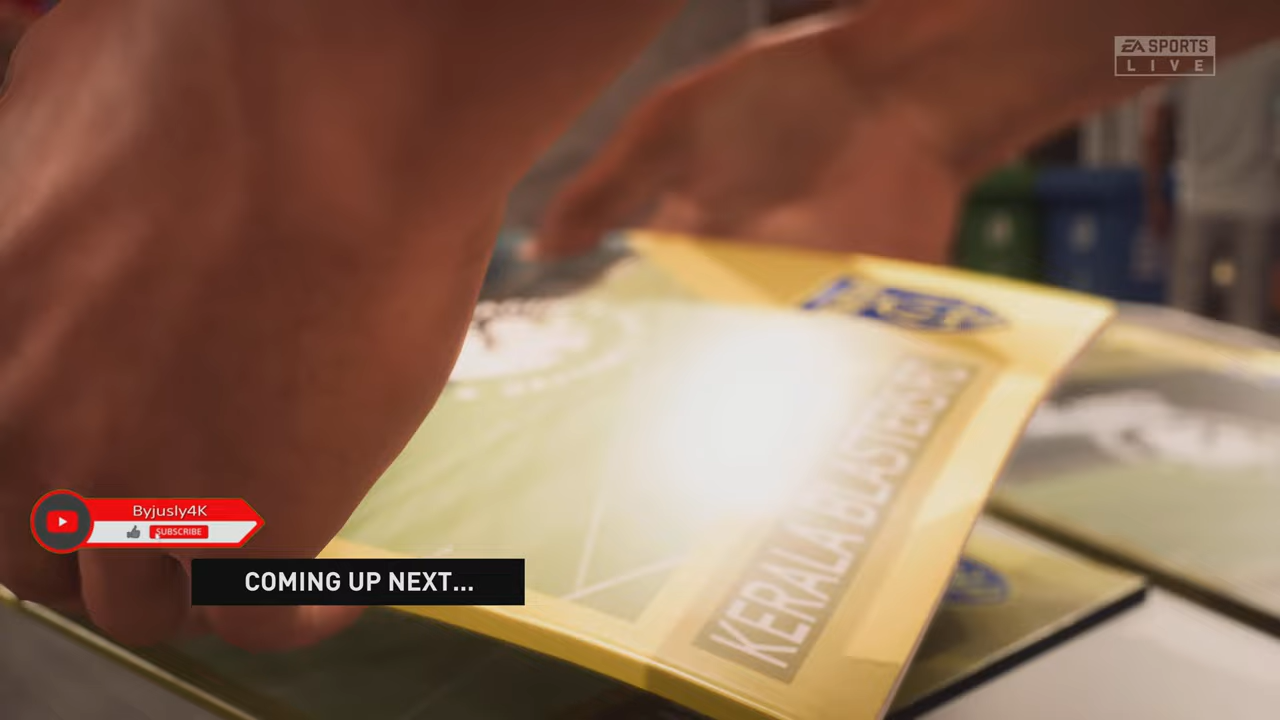 EA SPORTS
LIVE
KERALA BLASTERS FC
Byjusly4K
SUBSCRIBE
COMING UP NEXT...